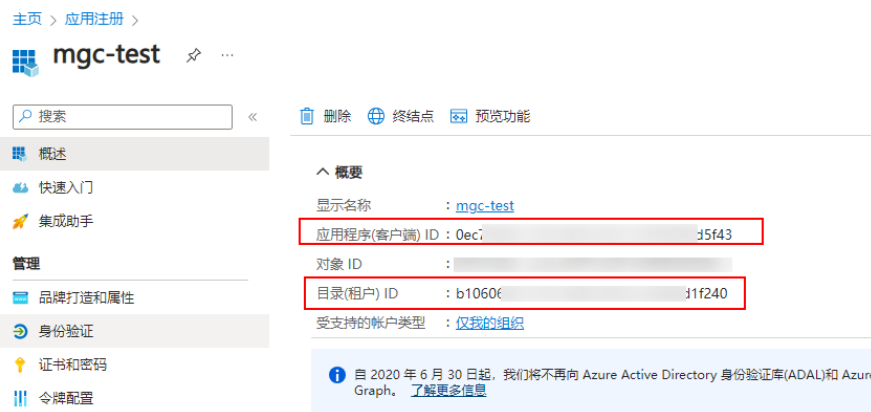 主页 > 应用注册 >
mgc-test ...
搜索 «
概述
快速入门
集成助手
管理
品牌打造和属性
身份验证
证书和密码
令牌配置
删除 终结点 预览功能
概要
显示名称 : mgc-test
应用程序(客户端) ID : 0ec7 d5f43
对象 ID :
目录(租户) ID : b10606 d1f240
受支持的帐户类型 : 仅我的组织
自 2020 年 6 月 30 日起，我们将不再向 Azure Active Directory 身份验证库(ADAL)和 Azure
Graph。 了解更多信息